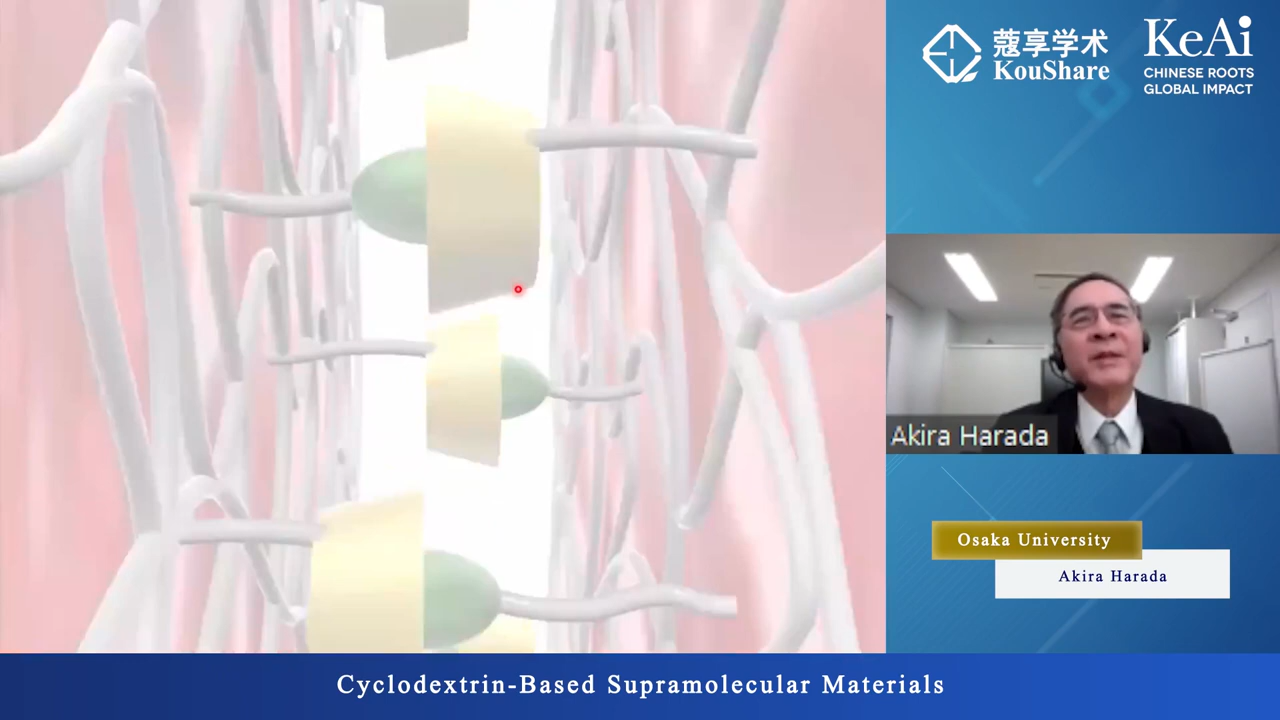 蔻享学术
KouShare
KeAi
CHINESE ROOTS
GLOBAL IMPACT
Akira Harada
Osaka University
Akira Harada
Cyclodextrin-Based Supramolecular Materials